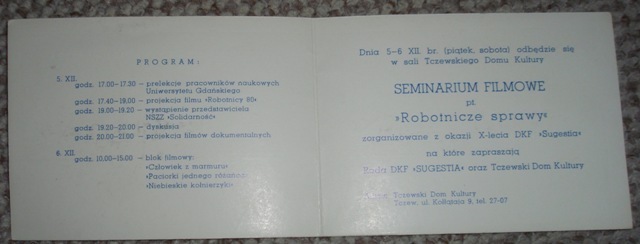 PROGRAM:
5. XII.
godz. 17.00-17.30 – prelekcje pracowników naukowych
Uniwersytetu Gdańskiego
godz. 17.40-19.00 – projekcja filmu »Robotnicy 80«
godz. 19.00-19.20 – wystąpienie przedstawiciela
NSZZ »Solidarność«
godz. 19.20-20.00 – dyskusja
godz. 20.00-21.00 – projekcja filmów dokumentalnych
6. XII.
godz. 10.00-15.00 – blok filmowy:
»Człowiek z marmuru«
»Paciorki jednego różańca«
»Niebieskie kołnierzyki«
Dnia 5-6 XII. br. (piątek, sobota) odbędzie się
w sali Tczewskiego Domu Kultury
SEMINARIUM FILMOWE
pt.
»Robotnicze sprawy«
zorganizowane z okazji X-lecia DKF »Sugestia«
na które zapraszają
Rada DKF »SUGESTIA« oraz Tczewski Dom Kultury
Tczewski Dom Kultury
Tczew, ul. Kołłątaja 9, tel. 27-07